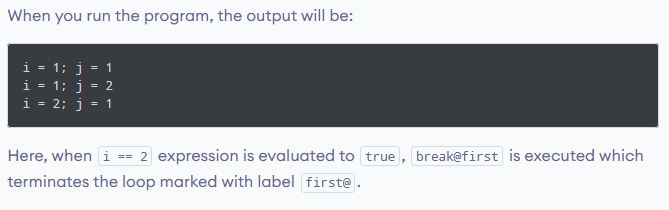 When you run the program, the output will be:
i = 1; j = 1
i = 1; j = 2
i = 2; j = 1
Here, when i == 2 expression is evaluated to true , break@first is executed which
terminates the loop marked with label first@ .